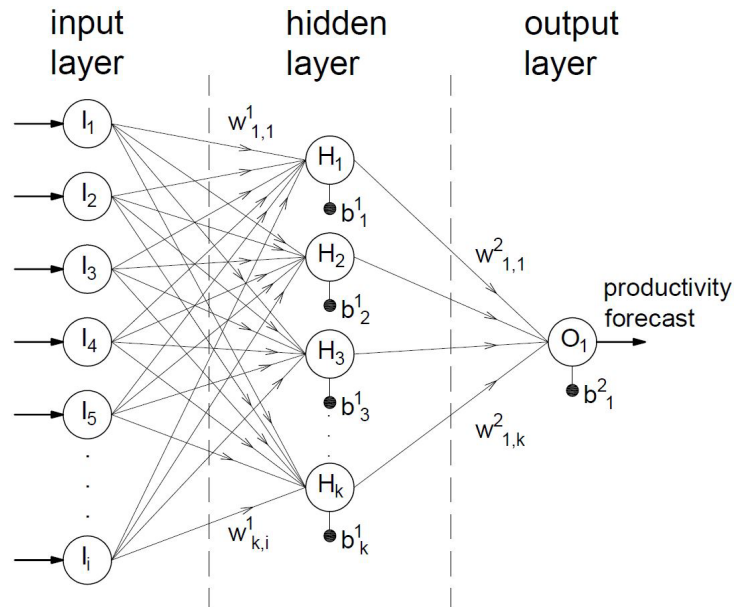 input hidden output
layer layer layer
I₁
w¹₁,₁
H₁
I₂
b¹₁
H₂
w²₁,₁
I₃
productivity
forecast
b¹₂
I₄
H₃
O₁
b¹₃
b²₁
I₅
w²₁,ₖ
Hₖ
w¹ₖ,ᵢ
b¹ₖ
Iᵢ